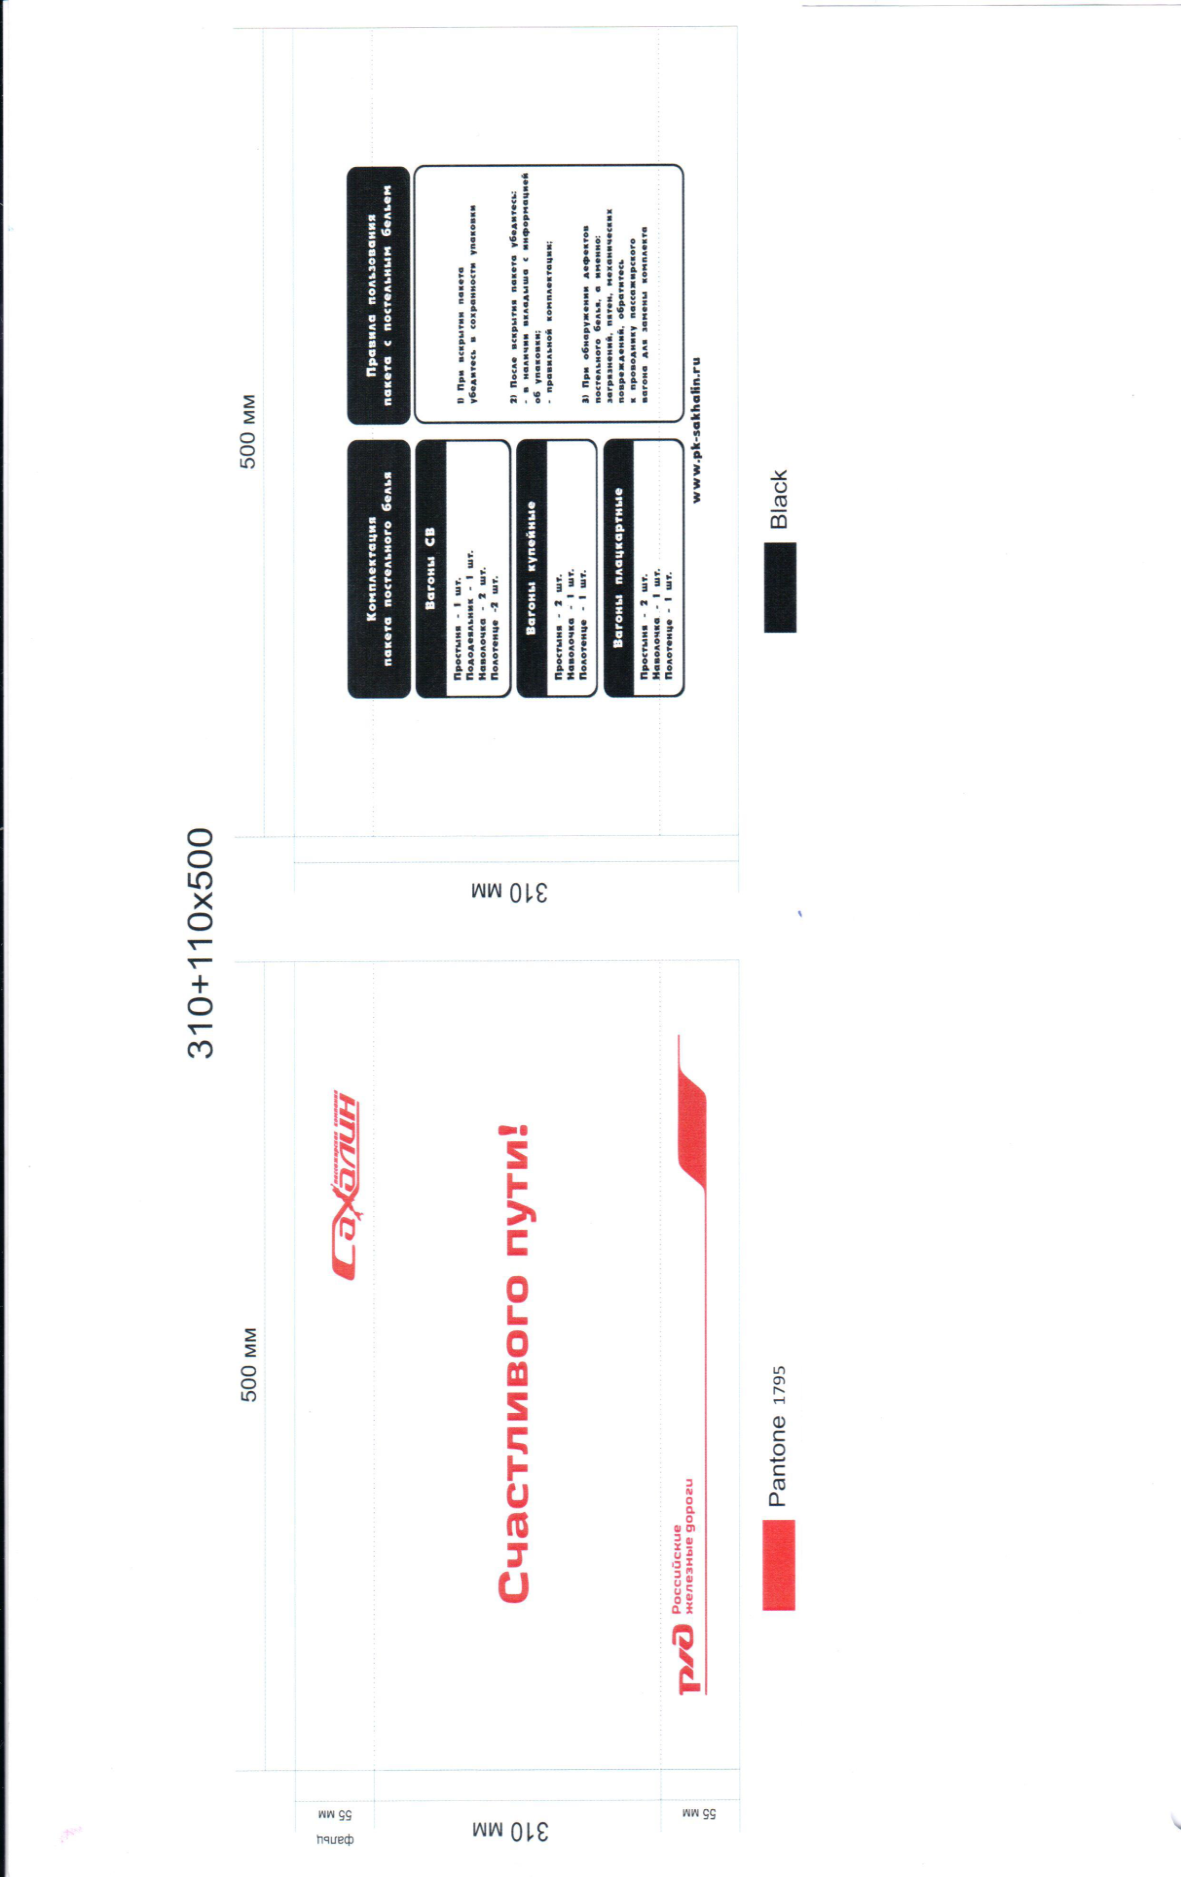 310+110x500
500 мм
Сахалин
Счастливого пути!
Российские
железные дороги
фальц
55 мм
310 мм
55 мм
Pantone 1795
500 мм
310 мм
Комплектация
пакета постельного белья
Вагоны СВ
Простыня - 1 шт.
Пододеяльник - 1 шт.
Наволочка - 2 шт.
Полотенце -2 шт.
Вагоны купейные
Простыня - 2 шт.
Наволочка - 1 шт.
Полотенце - 1 шт.
Вагоны плацкартные
Простыня - 2 шт.
Наволочка - 1 шт.
Полотенце - 1 шт.
Правила пользования
пакета с постельным бельем
1) При вскрытии пакета
убедитесь в сохранности упаковки
2) После вскрытия пакета убедитесь:
- в наличии вкладыша с информацией
об упаковки;
- правильной комплектации;
3) При обнаружении дефектов
постельного белья, а именно:
загрязнений, пятен, механических
повреждений, обратитесь
к проводнику пассажирского
вагона для замены комплекта
www.pk-sakhalin.ru
Black